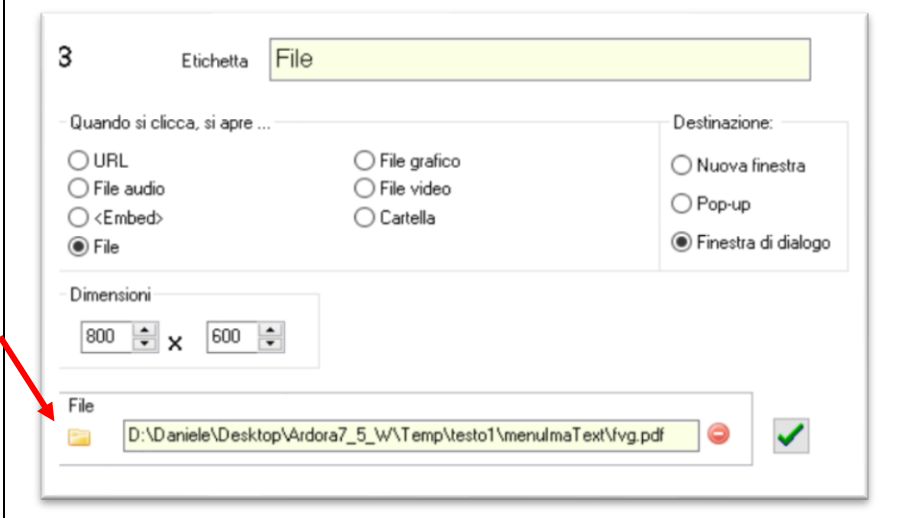 3 Etichetta File
Quando si clicca, si apre ... Destinazione:
URL File grafico Nuova finestra
File audio File video
<Embed> Cartella Pop-up
File Finestra di dialogo
Dimensioni
800 x 600
File
D:\Daniele\Desktop\Ardora7_5_W\Temp\testo1\menuImaText\fvg.pdf